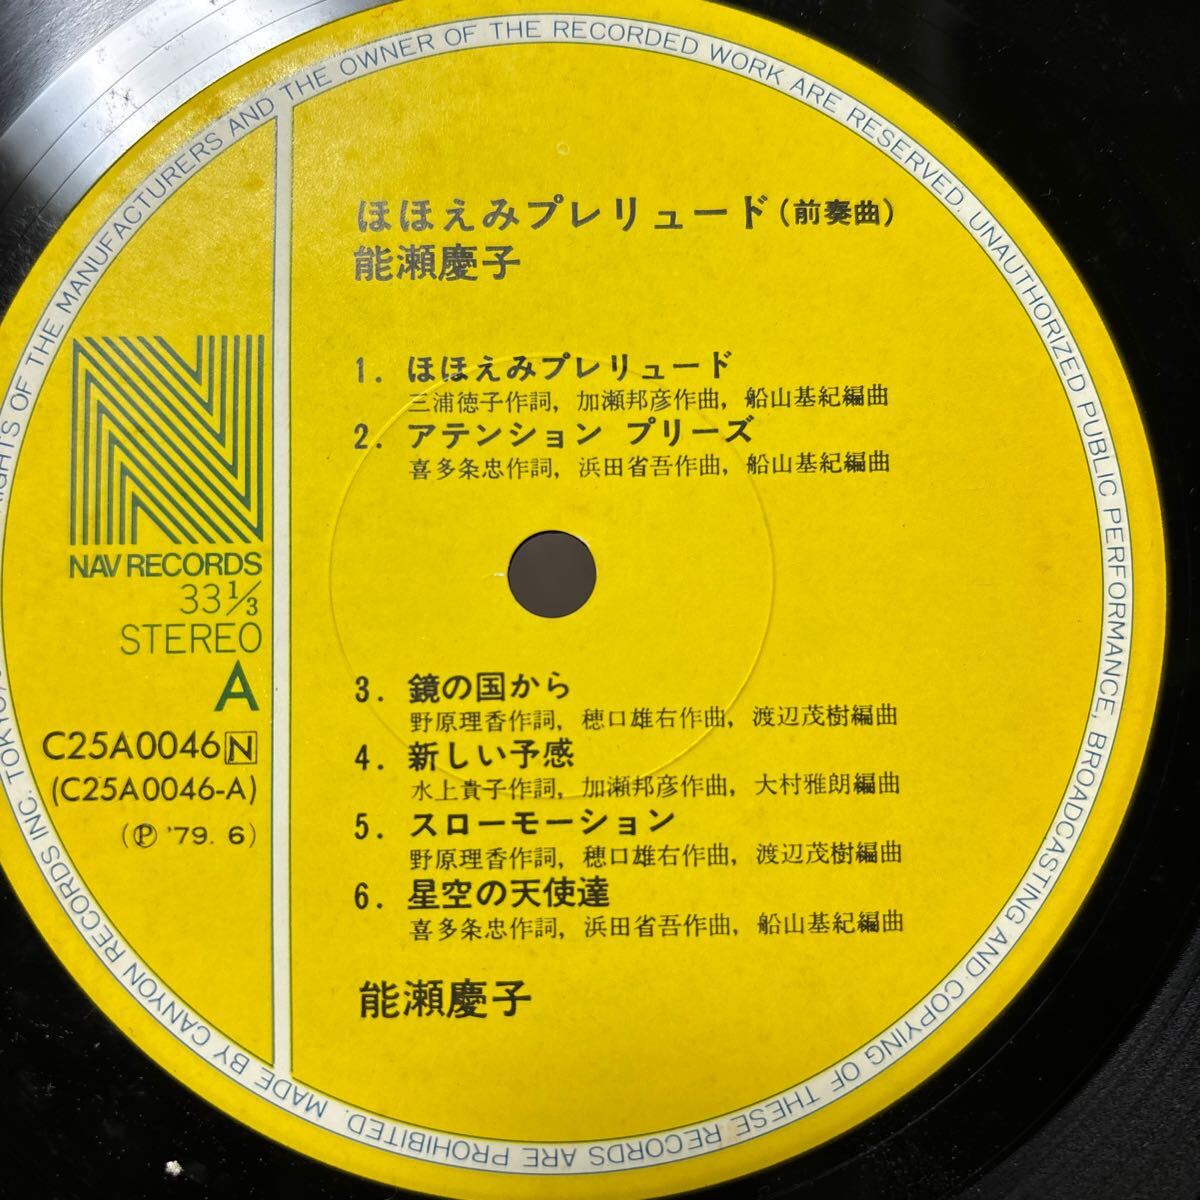 ほほえみプレリュード(前奏曲)
能瀬慶子
1. ほほえみプレリュード
三浦徳子作詞, 加瀬邦彦作曲, 船山基紀編曲
2. アテンション プリーズ
喜多条忠作詞, 浜田省吾作曲, 船山基紀編曲
NAV RECORDS
33⅓
STEREO
A
C25A0046 N
(C25A0046-A)
(Ⓟ '79. 6)
3. 鏡の国から
野原理香作詞, 穂口雄右作曲, 渡辺茂樹編曲
4. 新しい予感
水上貴子作詞, 加瀬邦彦作曲, 大村雅朗編曲
5. スローモーション
野原理香作詞, 穂口雄右作曲, 渡辺茂樹編曲
6. 星空の天使達
喜多条忠作詞, 浜田省吾作曲, 船山基紀編曲
能瀬慶子
OF THE MANUFACTURERS AND THE OWNER OF THE RECORDED WORK ARE RESERVED. UNAUTHORIZED PUBLIC PERFORMANCE, BROADCASTING AND COPYING OF THESE RECORDS ARE PROHIBITED. MADE BY CANYON RECORDS INC.